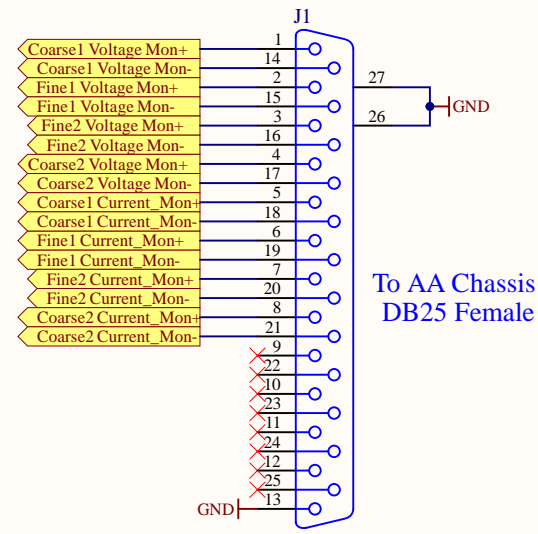 J1
Coarse1 Voltage Mon+ 1
Coarse1 Voltage Mon- 14
Fine1 Voltage Mon+ 2 27
Fine1 Voltage Mon- 15 GND
Fine2 Voltage Mon+ 3 26
Fine2 Voltage Mon- 16
Coarse2 Voltage Mon+ 4
Coarse2 Voltage Mon- 17
Coarse1 Current_Mon+ 5
Coarse1 Current_Mon- 18
Fine1 Current_Mon+ 6
Fine1 Current_Mon- 19
Fine2 Current_Mon+ 7
Fine2 Current_Mon- 20
Coarse2 Current_Mon+ 8
Coarse2 Current_Mon- 21
9
22
10
23
11
24
12
25
GND 13
To AA Chassis
DB25 Female